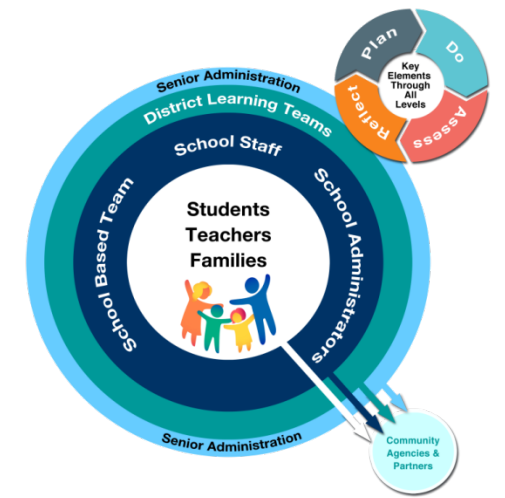 Senior Administration
District Learning Teams
School Staff
School Based Team
School Administrators
Students
Teachers
Families
Senior Administration
Plan
Do
Assess
Reflect
Key
Elements
Through
All
Levels
Community
Agencies &
Partners